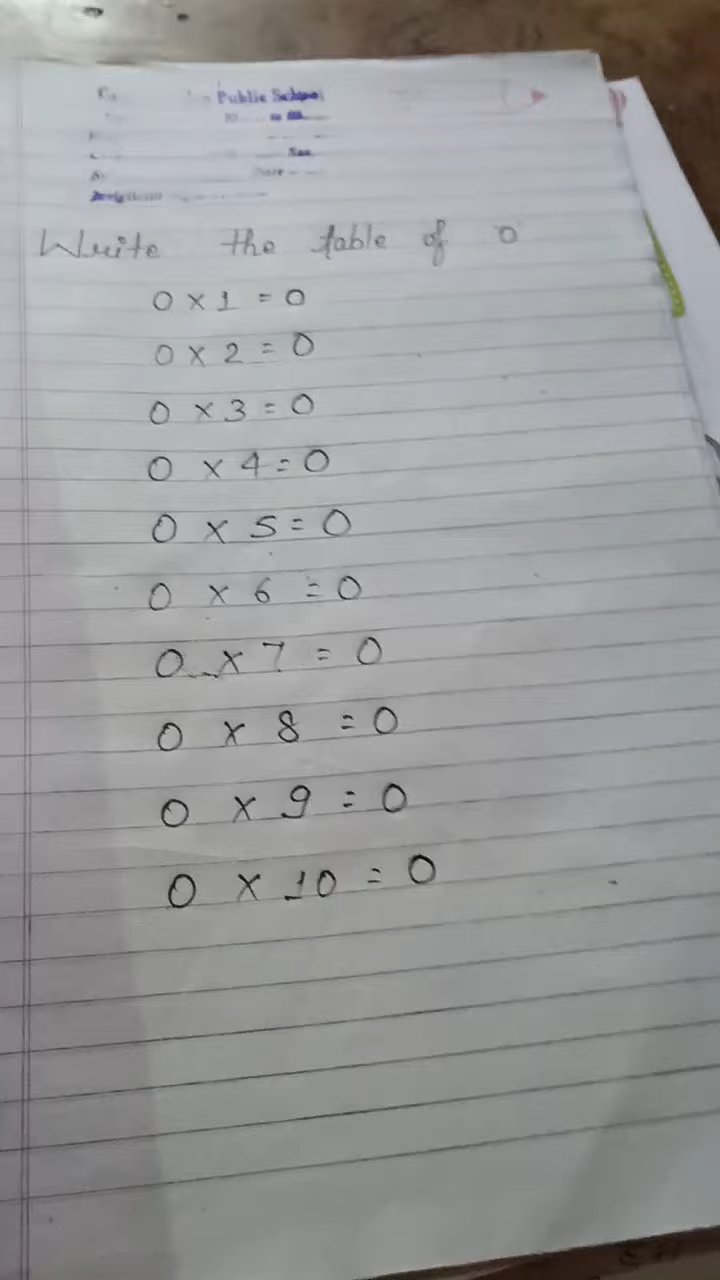 Public School
Date
Write the table of 0
0 × 1 = 0
0 × 2 = 0
0 × 3 = 0
0 × 4 = 0
0 × 5 = 0
0 × 6 = 0
0 × 7 = 0
0 × 8 = 0
0 × 9 = 0
0 × 10 = 0